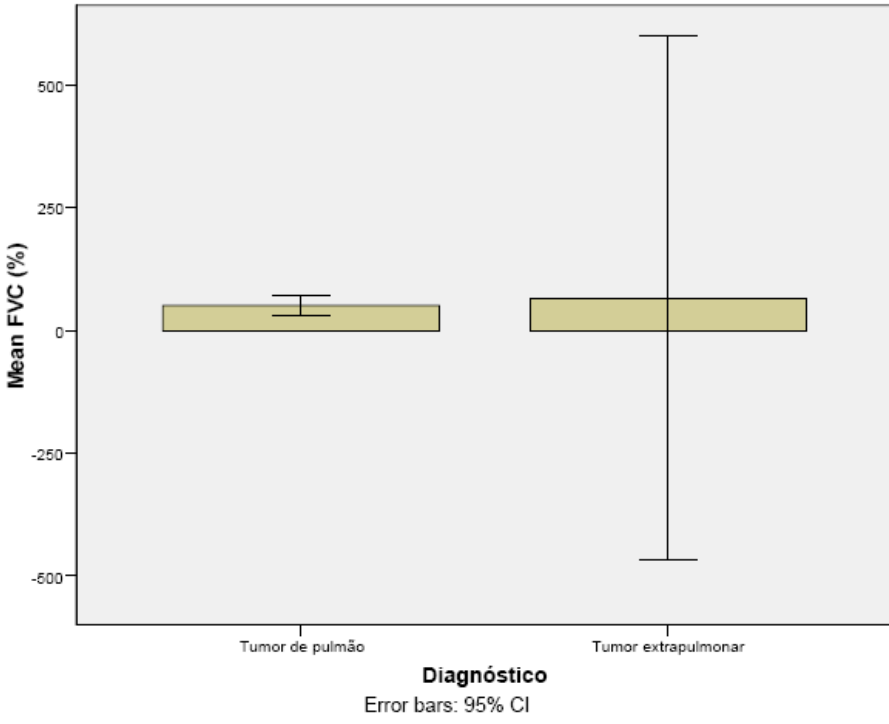 500
250
0
-250
-500
Mean FVC (%)
Tumor de pulmão
Tumor extrapulmonar
Diagnóstico
Error bars: 95% CI